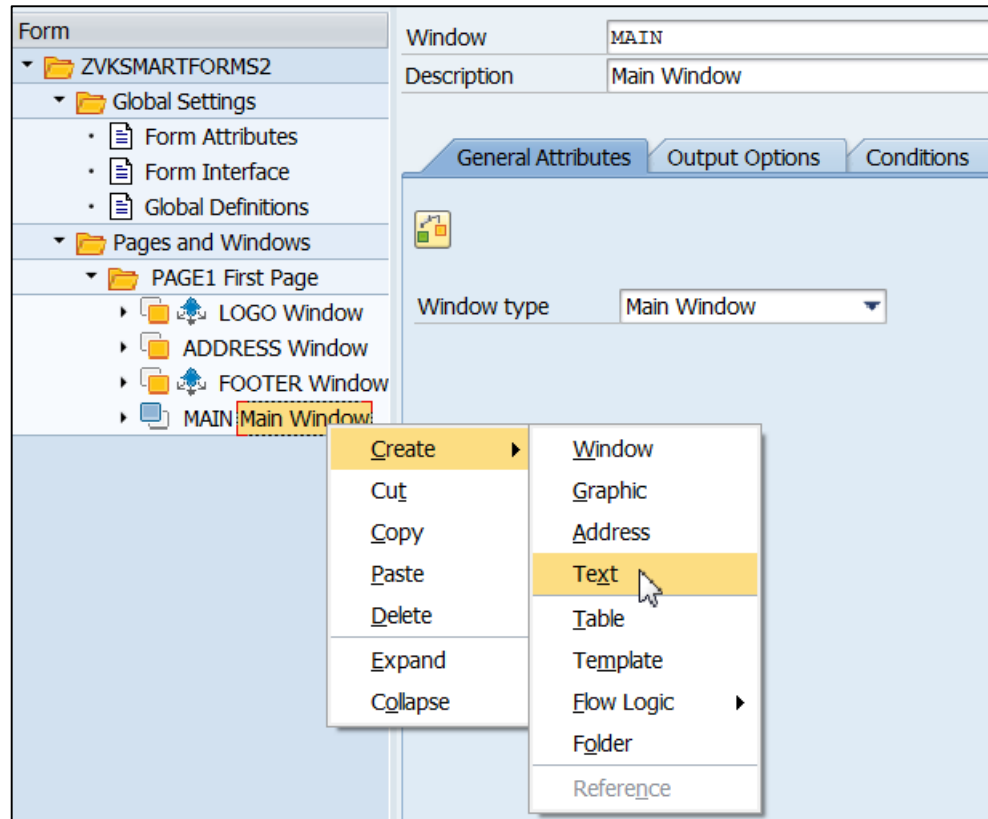 Form
ZVKSMARTFORMS2
Global Settings
Form Attributes
Form Interface
Global Definitions
Pages and Windows
PAGE1 First Page
LOGO Window
ADDRESS Window
FOOTER Window
MAIN Main Window
Window MAIN
Description Main Window
General Attributes Output Options Conditions
Window type Main Window
Create
Cut
Copy
Paste
Delete
Expand
Collapse
Window
Graphic
Address
Text
Table
Template
Flow Logic
Folder
Reference